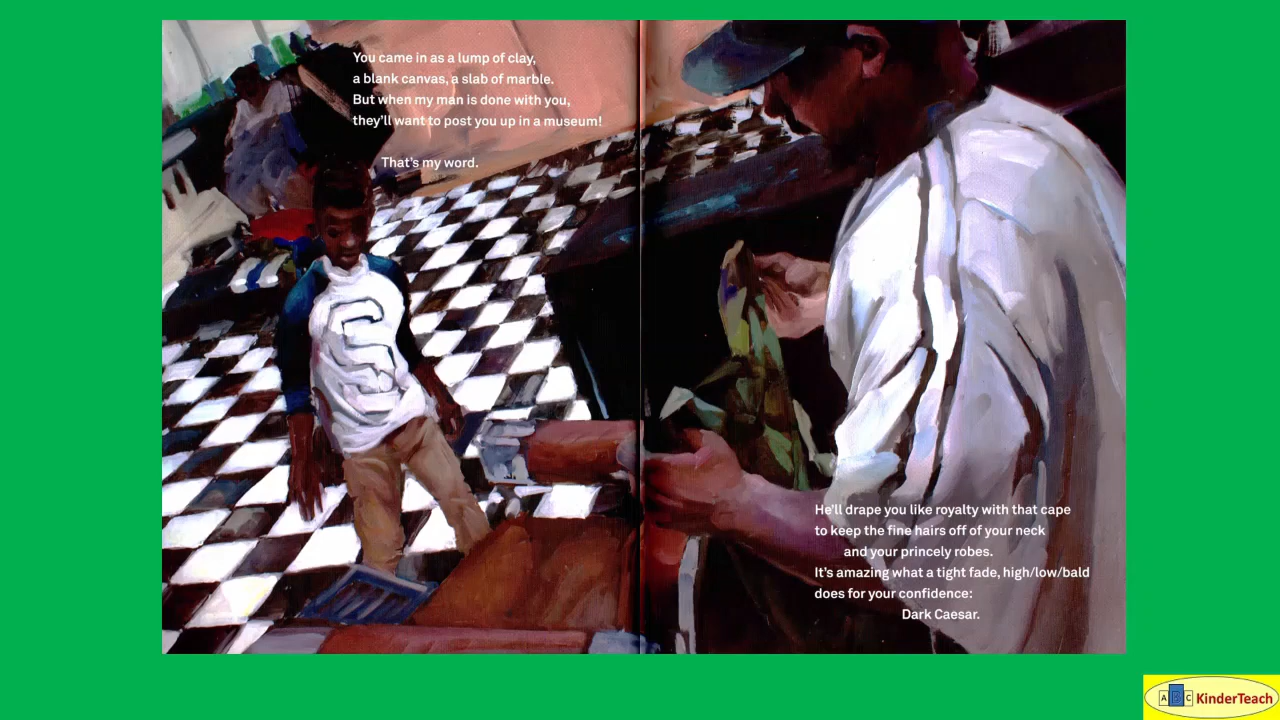 You came in as a lump of clay,
a blank canvas, a slab of marble.
But when my man is done with you,
they'll want to post you up in a museum!
That's my word.
He'll drape you like royalty with that cape
to keep the fine hairs off of your neck
and your princely robes.
It's amazing what a tight fade, high/low/bald
does for your confidence:
Dark Caesar.
A B C KinderTeach